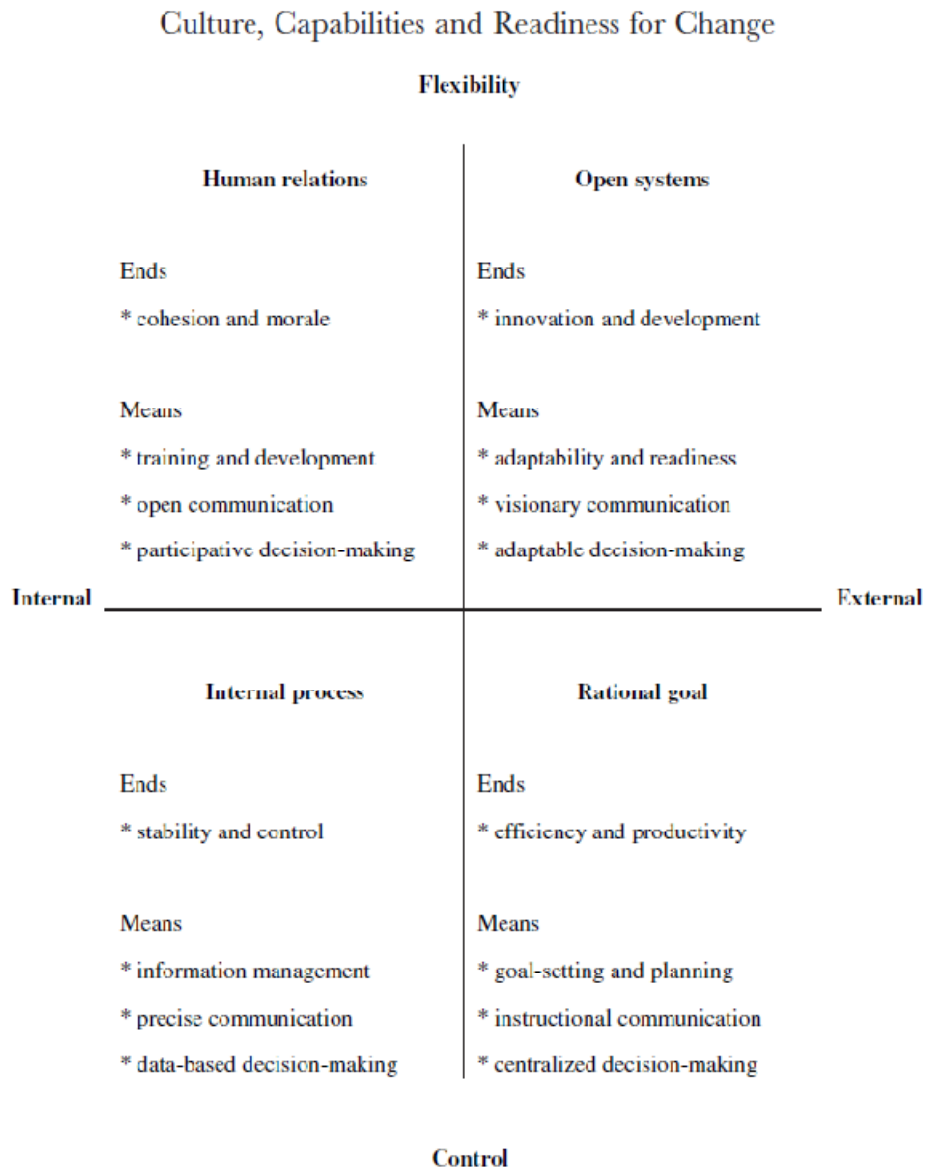 Culture, Capabilities and Readiness for Change
Flexibility
Human relations
Open systems
Ends
* cohesion and morale
Ends
* innovation and development
Means
* training and development
* open communication
* participative decision-making
Means
* adaptability and readiness
* visionary communication
* adaptable decision-making
Internal
External
Internal process
Rational goal
Ends
* stability and control
Ends
* efficiency and productivity
Means
* information management
* precise communication
* data-based decision-making
Means
* goal-setting and planning
* instructional communication
* centralized decision-making
Control